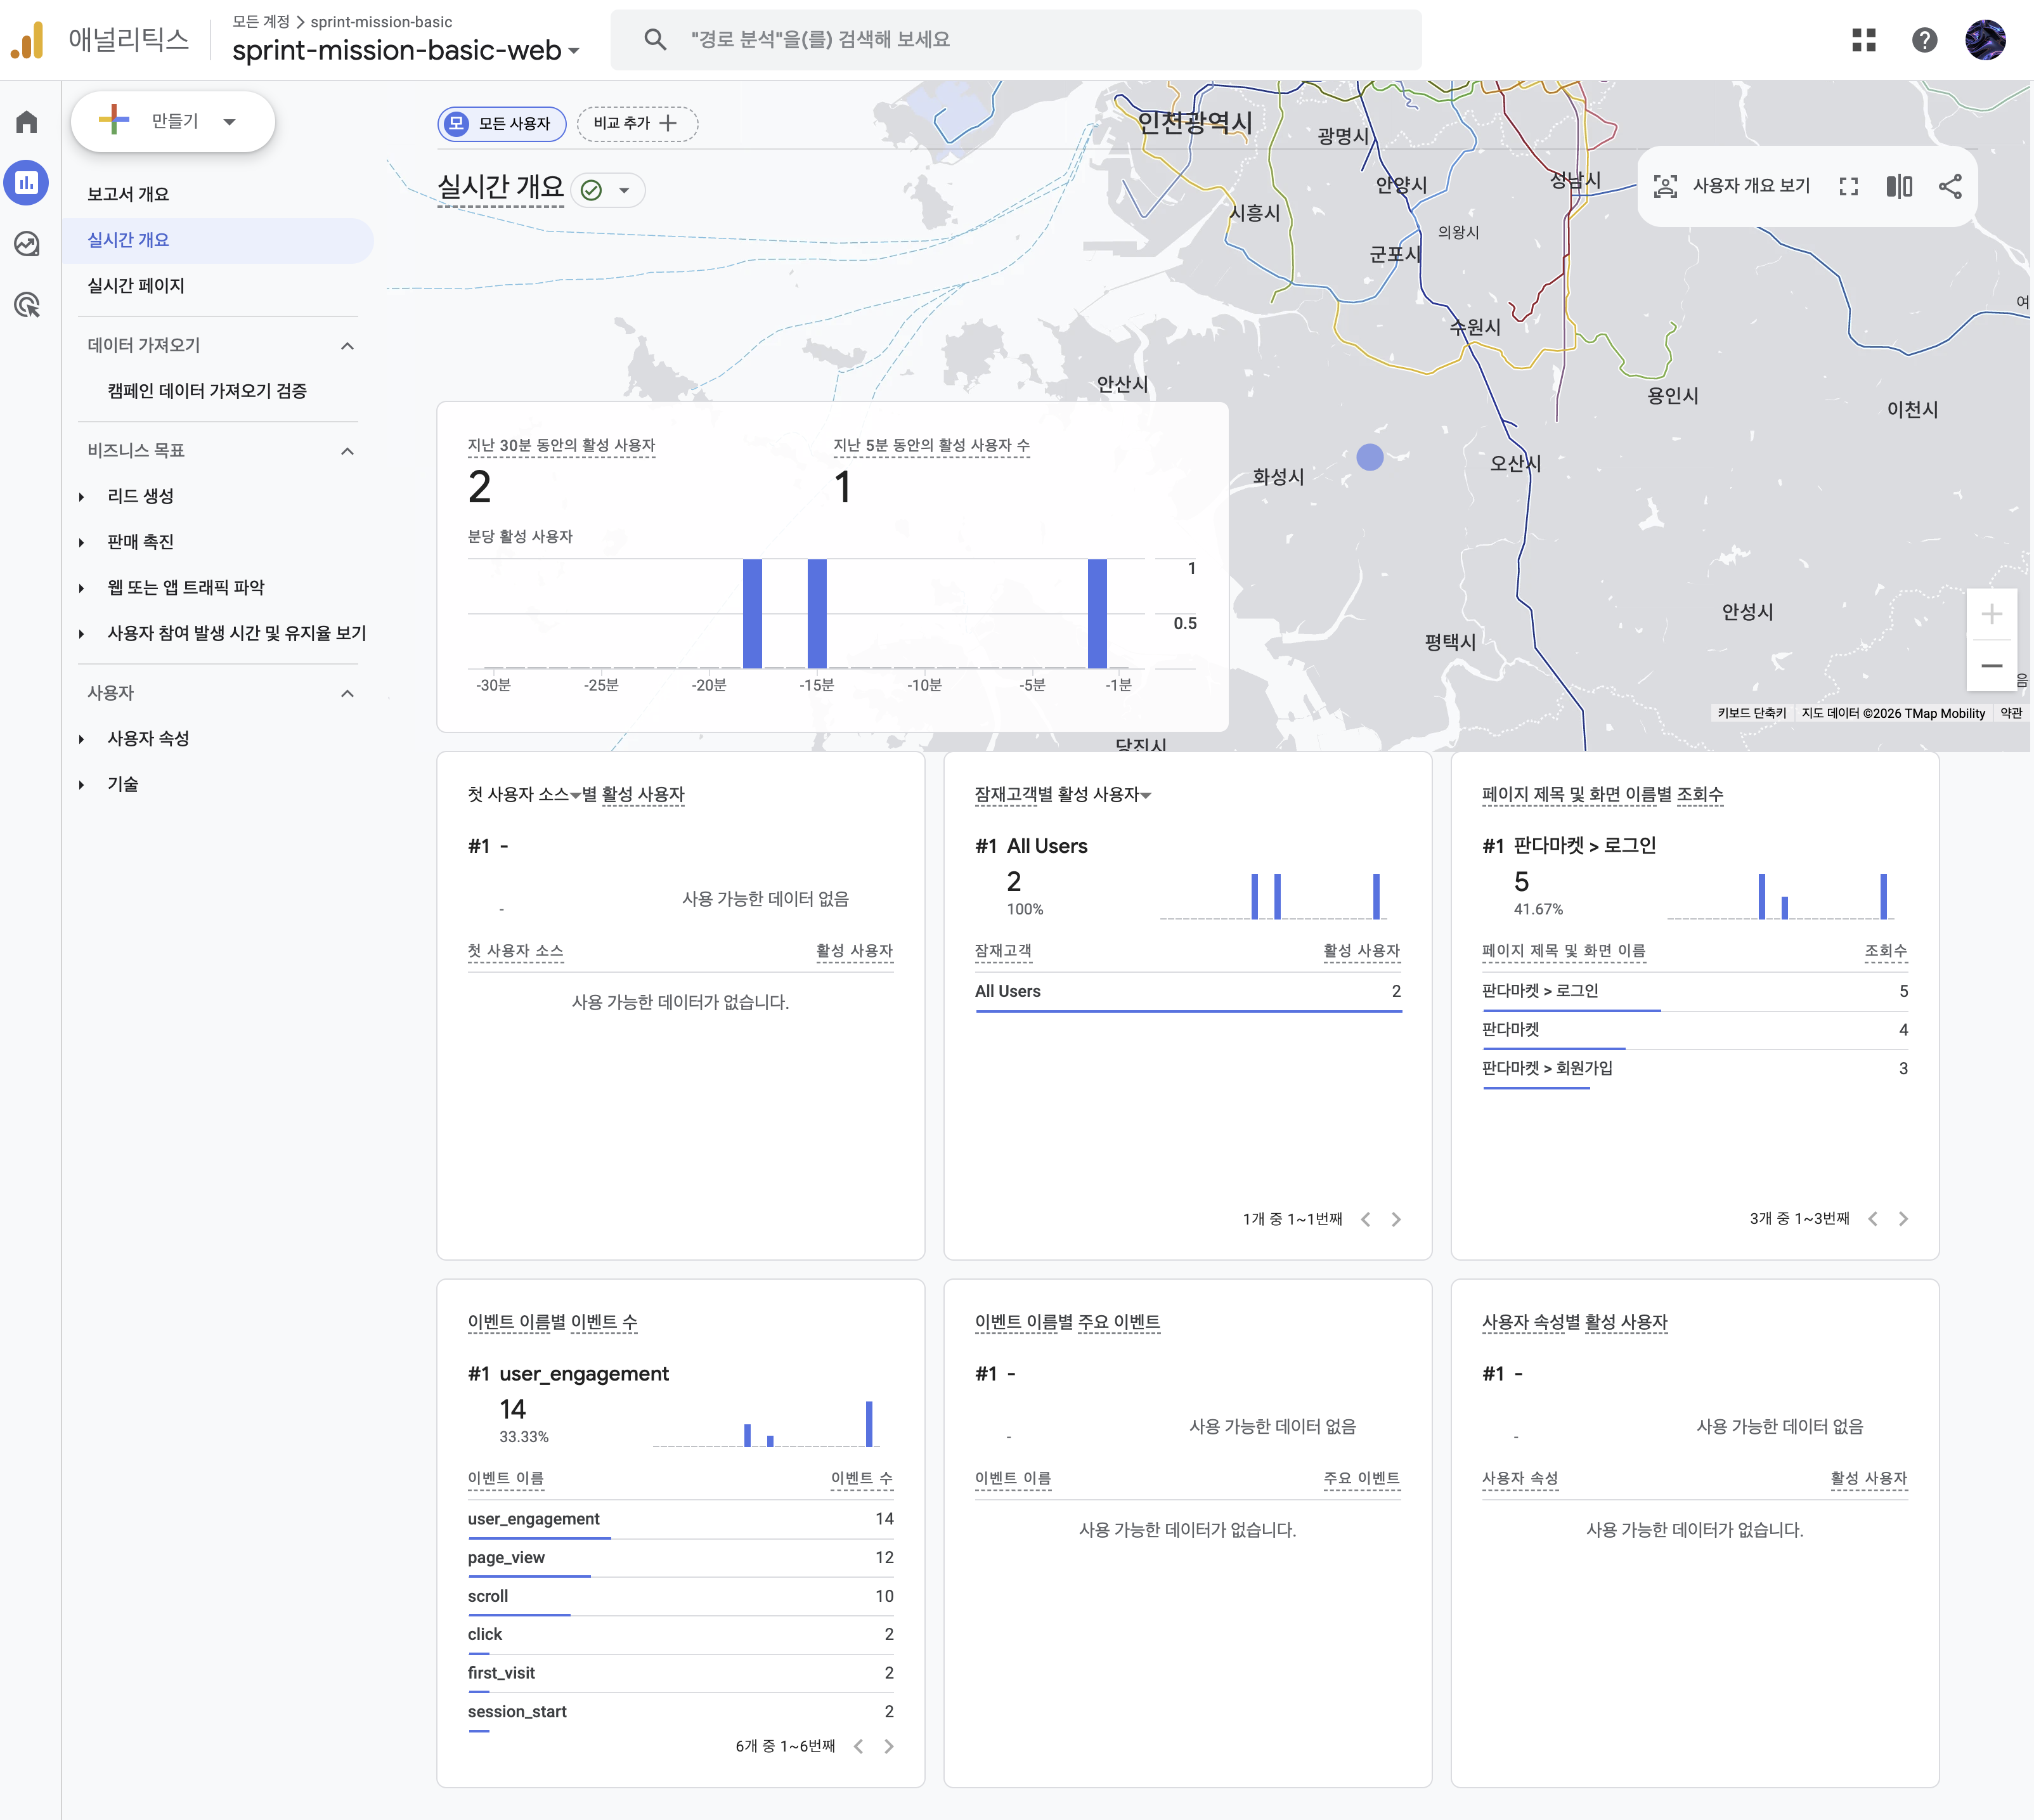 애널리틱스
모든 계정 > sprint-mission-basic
sprint-mission-basic-web
"경로 분석"을(를) 검색해 보세요
만들기
보고서 개요
실시간 개요
실시간 페이지
데이터 가져오기
캠페인 데이터 가져오기 검증
비즈니스 목표
리드 생성
판매 촉진
웹 또는 앱 트래픽 파악
사용자 참여 발생 시간 및 유지율 보기
사용자
사용자 속성
기술
모 모든 사용자
비교 추가
실시간 개요
사용자 개요 보기
인천광역시
광명시
안양시
성남시
시흥시
의왕시
군포시
여
수원시
안산시
용인시
이천시
화성시
오산시
안성시
평택시
음
당진시
키보드 단축키
지도 데이터 ©2026 TMap Mobility
약관
지난 30분 동안의 활성 사용자
2
지난 5분 동안의 활성 사용자 수
1
분당 활성 사용자
1
0.5
-30분 -25분 -20분 -15분 -10분 -5분 -1분
첫 사용자 소스별 활성 사용자
#1 -
-
사용 가능한 데이터 없음
첫 사용자 소스 활성 사용자
사용 가능한 데이터가 없습니다.
잠재고객별 활성 사용자
#1 All Users
2
100%
잠재고객 활성 사용자
All Users 2
1개 중 1~1번째
페이지 제목 및 화면 이름별 조회수
#1 판다마켓 > 로그인
5
41.67%
페이지 제목 및 화면 이름 조회수
판다마켓 > 로그인 5
판다마켓 4
판다마켓 > 회원가입 3
3개 중 1~3번째
이벤트 이름별 이벤트 수
#1 user_engagement
14
33.33%
이벤트 이름 이벤트 수
user_engagement 14
page_view 12
scroll 10
click 2
first_visit 2
session_start 2
6개 중 1~6번째
이벤트 이름별 주요 이벤트
#1 -
-
사용 가능한 데이터 없음
이벤트 이름 주요 이벤트
사용 가능한 데이터가 없습니다.
사용자 속성별 활성 사용자
#1 -
-
사용 가능한 데이터 없음
사용자 속성 활성 사용자
사용 가능한 데이터가 없습니다.